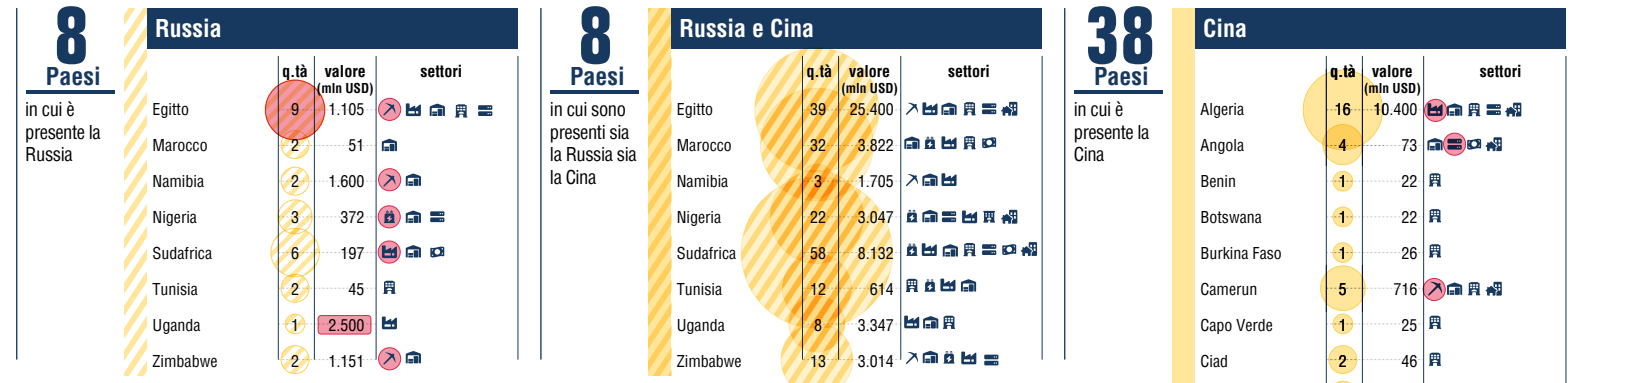 8
Paesi
in cui è
presente la
Russia
Russia
q.tà valore settori
(mln USD)
Egitto 9 1.105
Marocco 2 51
Namibia 2 1.600
Nigeria 3 372
Sudafrica 6 197
Tunisia 2 45
Uganda 1 2.500
Zimbabwe 2 1.151
8
Paesi
in cui sono
presenti sia
la Russia sia
la Cina
Russia e Cina
q.tà valore settori
(mln USD)
Egitto 39 25.400
Marocco 32 3.822
Namibia 3 1.705
Nigeria 22 3.047
Sudafrica 58 8.132
Tunisia 12 614
Uganda 8 3.347
Zimbabwe 13 3.014
38
Paesi
in cui è
presente la
Cina
Cina
q.tà valore settori
(mln USD)
Algeria 16 10.400
Angola 4 73
Benin 1 22
Botswana 1 22
Burkina Faso 1 26
Camerun 5 716
Capo Verde 1 25
Ciad 2 46